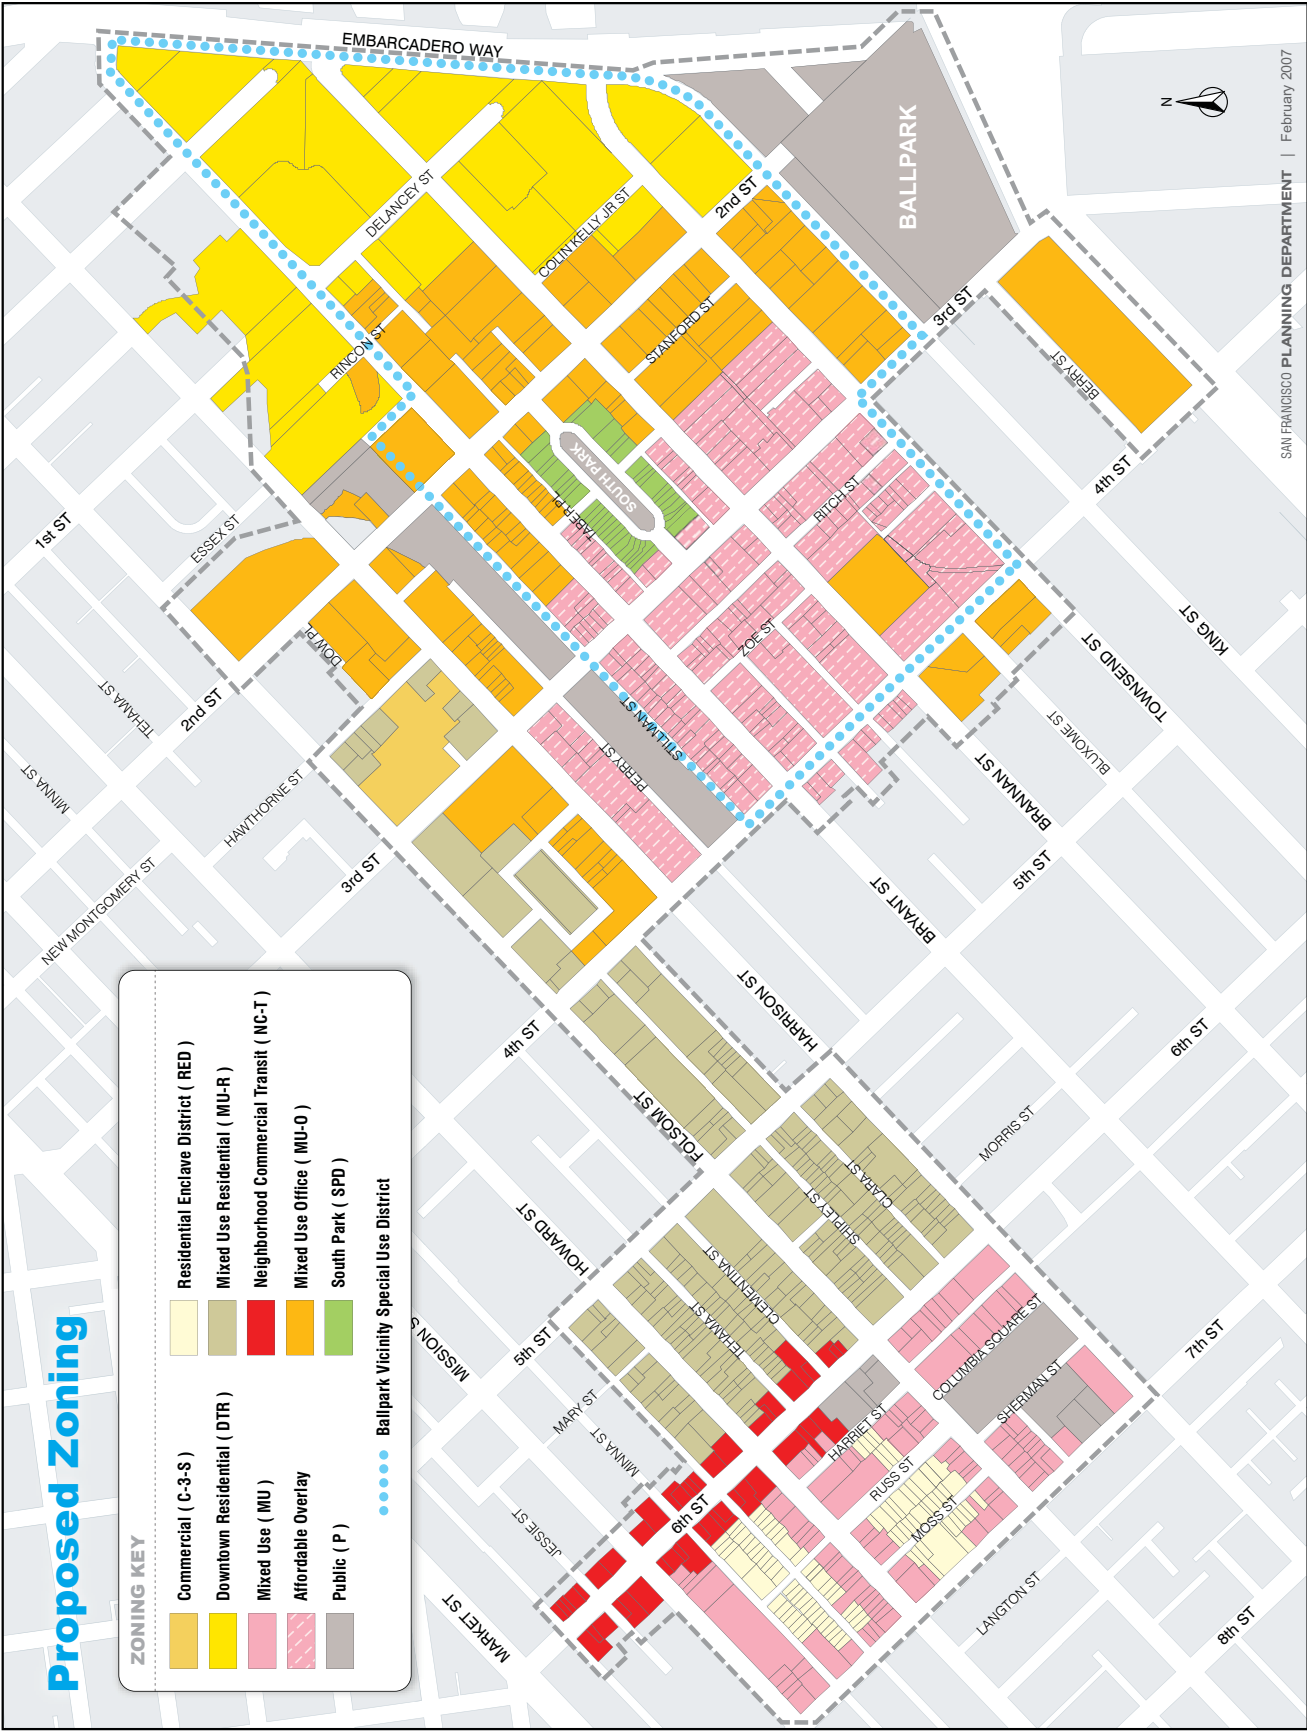 Proposed Zoning
ZONING KEY
Commercial ( C-3-S )
Downtown Residential ( DTR )
Mixed Use ( MU )
Affordable Overlay
Public ( P )
Residential Enclave District ( RED )
Mixed Use Residential ( MU-R )
Neighborhood Commercial Transit ( NC-T )
Mixed Use Office ( MU-O )
South Park ( SPD )
Ballpark Vicinity Special Use District
EMBARCADERO WAY
BALLPARK
N
DELANCEY ST
COLIN KELLY JR ST
2nd ST
RINCON ST
STANFORD ST
3rd ST
BERRY ST
4th ST
SOUTH PARK
TABER PL
RITCH ST
ZOE ST
1st ST
ESSEX ST
DOW PL
TEHAMA ST
2nd ST
MINNA ST
HAWTHORNE ST
NEW MONTGOMERY ST
3rd ST
STILLMAN ST
PERRY ST
KING ST
TOWNSEND ST
BLUXOME ST
BRANNAN ST
5th ST
BRYANT ST
HARRISON ST
6th ST
4th ST
FOLSOM ST
MORRIS ST
HOWARD ST
CLARA ST
SHIPLEY ST
CLEMENTINA ST
TEHAMA ST
5th ST
MISSION S
MARY ST
MINNA ST
JESSIE ST
MARKET ST
6th ST
HARRIET ST
RUSS ST
MOSS ST
COLUMBIA SQUARE ST
SHERMAN ST
7th ST
LANGTON ST
8th ST
SAN FRANCISCO PLANNING DEPARTMENT | February 2007